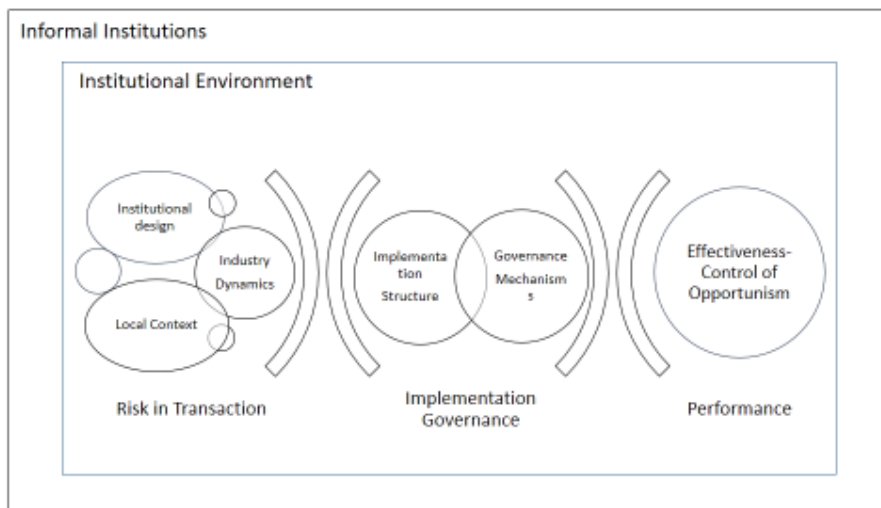 Informal Institutions
Institutional Environment
Institutional
design
Industry
Dynamics
Local Context
Implementa
tion
Structure
Governance
Mechanism
s
Effectiveness-
Control of
Opportunism
Risk in Transaction
Implementation
Governance
Performance